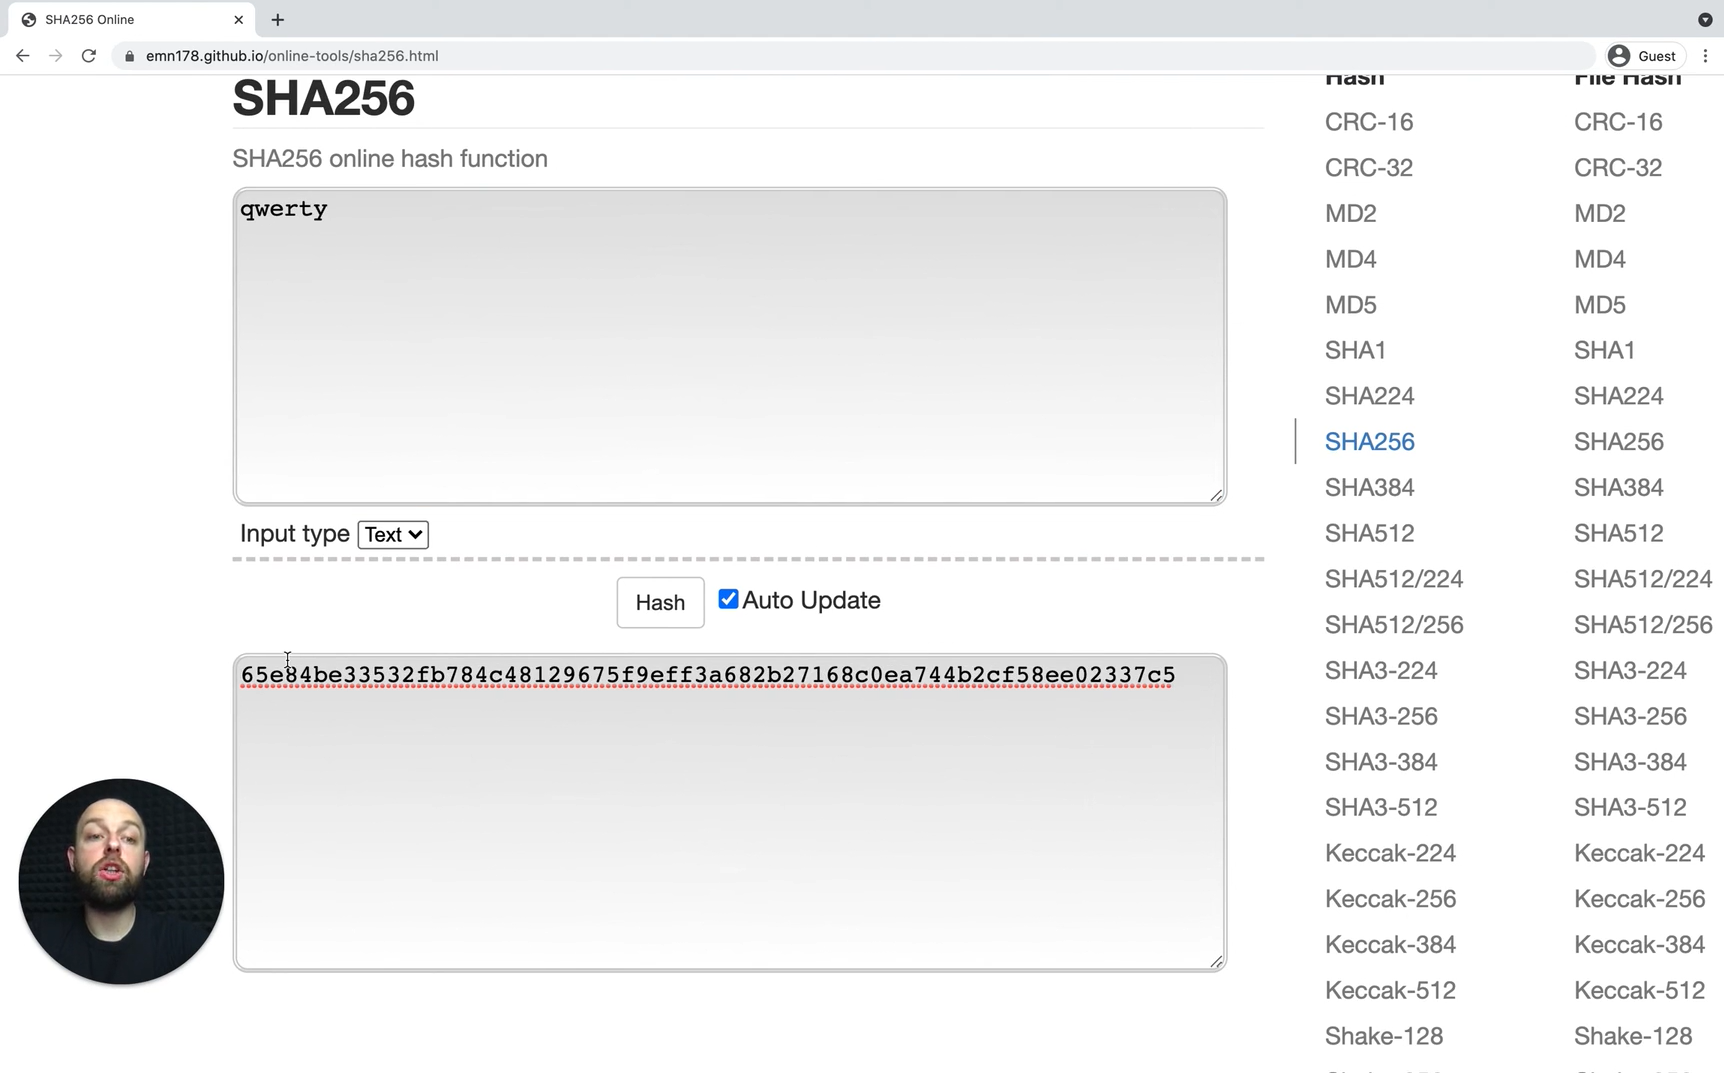 SHA256 Online
emn178.github.io/online-tools/sha256.html
Guest
SHA256
SHA256 online hash function
qwerty
Input type Text
Hash Auto Update
65e84be33532fb784c48129675f9eff3a682b27168c0ea744b2cf58ee02337c5
Hash
CRC-16
CRC-32
MD2
MD4
MD5
SHA1
SHA224
SHA256
SHA384
SHA512
SHA512/224
SHA512/256
SHA3-224
SHA3-256
SHA3-384
SHA3-512
Keccak-224
Keccak-256
Keccak-384
Keccak-512
Shake-128
File Hash
CRC-16
CRC-32
MD2
MD4
MD5
SHA1
SHA224
SHA256
SHA384
SHA512
SHA512/224
SHA512/256
SHA3-224
SHA3-256
SHA3-384
SHA3-512
Keccak-224
Keccak-256
Keccak-384
Keccak-512
Shake-128